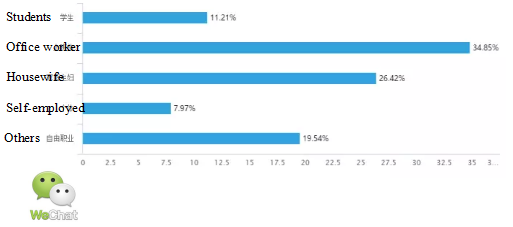 Students 学生 11.21%
Office worker 34.85%
Housewife 妇 26.42%
Self-employed 7.97%
Others 自由职业 19.54%
0 2.5 5 7.5 10 12.5 15 17.5 20 22.5 25 27.5 30 32.5 35 3...
WeChat